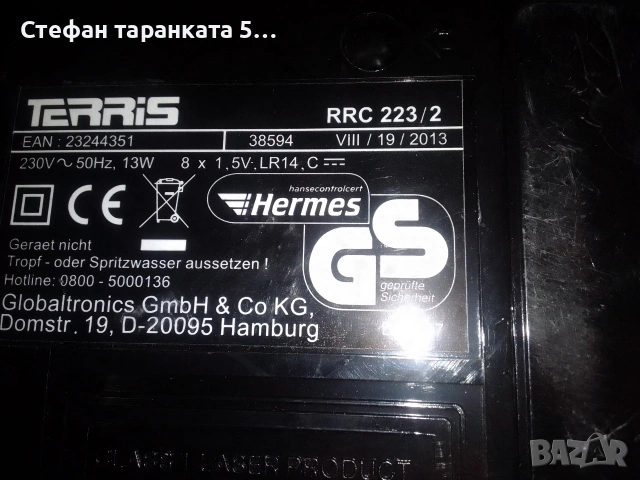 Стефан таранката 5...
TERRIS
RRC 223/2
EAN : 23244351
38594
VIII / 19 / 2013
230V ~ 50Hz, 13W
8 x 1,5V, LR14, C
hansecontrolcert
Hermes
GS
geprüfte
Sicherheit
Geraet nicht
Tropf - oder Spritzwasser aussetzen !
Hotline: 0800 - 5000136
Globaltronics GmbH & Co KG,
Domstr. 19, D-20095 Hamburg
CLASS 1 LASER PRODUCT
BAZAR